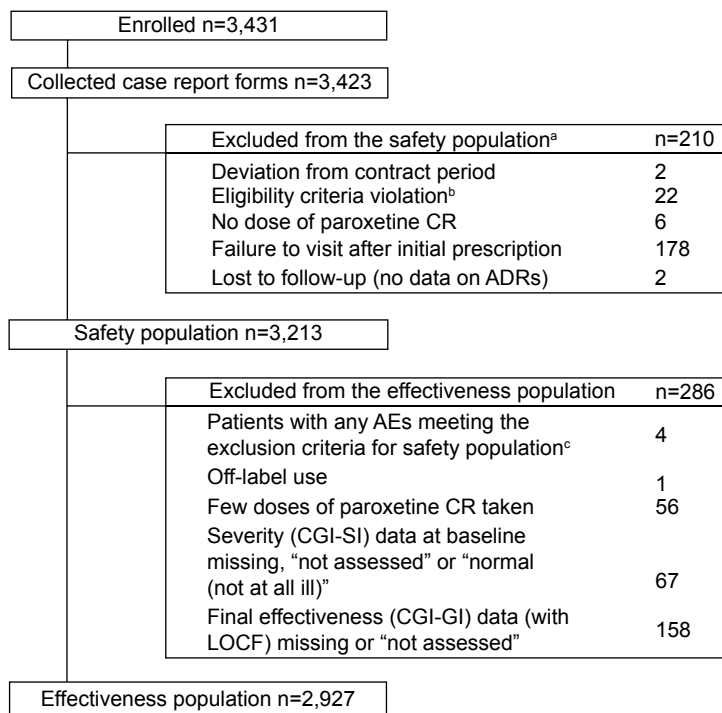 Enrolled n=3,431
Collected case report forms n=3,423
Excluded from the safety populationᵃ n=210
Deviation from contract period 2
Eligibility criteria violationᵇ 22
No dose of paroxetine CR 6
Failure to visit after initial prescription 178
Lost to follow-up (no data on ADRs) 2
Safety population n=3,213
Excluded from the effectiveness population n=286
Patients with any AEs meeting the
exclusion criteria for safety populationᶜ 4
Off-label use 1
Few doses of paroxetine CR taken 56
Severity (CGI-SI) data at baseline
missing, “not assessed” or “normal
(not at all ill)” 67
Final effectiveness (CGI-GI) data (with
LOCF) missing or “not assessed” 158
Effectiveness population n=2,927